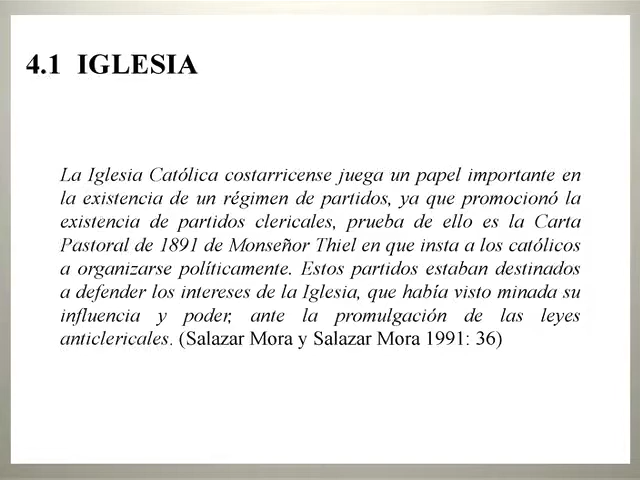 4.1 IGLESIA
La Iglesia Católica costarricense juega un papel importante en
la existencia de un régimen de partidos, ya que promocionó la
existencia de partidos clericales, prueba de ello es la Carta
Pastoral de 1891 de Monseñor Thiel en que insta a los católicos
a organizarse políticamente. Estos partidos estaban destinados
a defender los intereses de la Iglesia, que había visto minada su
influencia y poder, ante la promulgación de las leyes
anticlericales. (Salazar Mora y Salazar Mora 1991: 36)